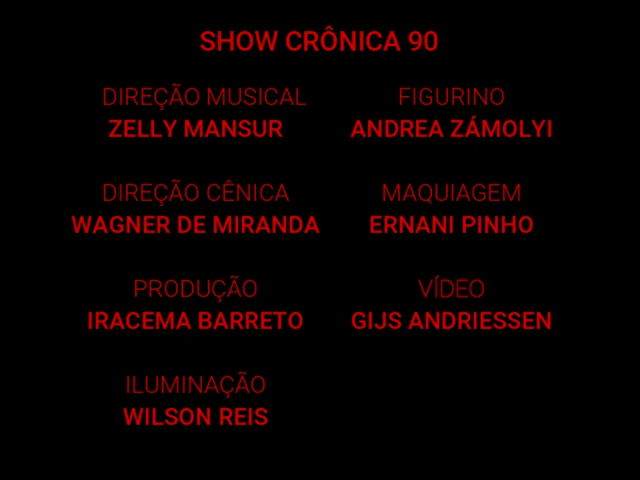 SHOW CRÔNICA 90
DIREÇÃO MUSICAL
ZELLY MANSUR
FIGURINO
ANDREA ZÁMOLYI
DIREÇÃO CÊNICA
WAGNER DE MIRANDA
MAQUIAGEM
ERNANI PINHO
PRODUÇÃO
IRACEMA BARRETO
VÍDEO
GIJS ANDRIESSEN
ILUMINAÇÃO
WILSON REIS